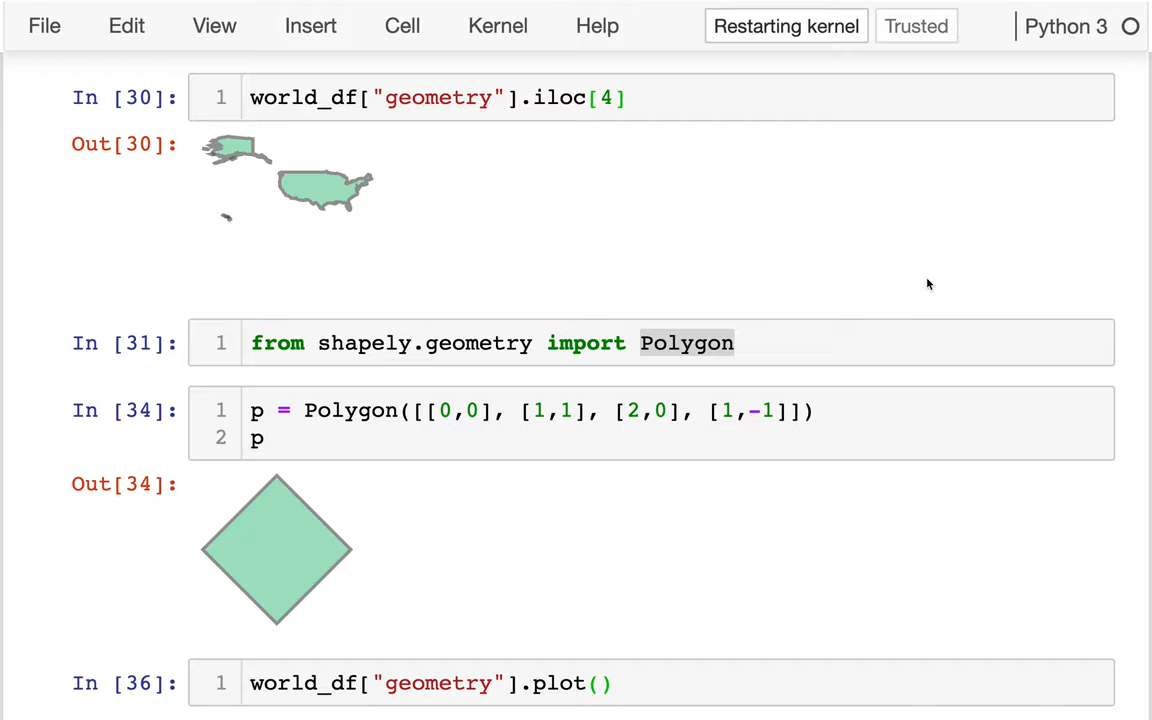 File Edit View Insert Cell Kernel Help Restarting kernel Trusted Python 3
In [30]: 1 world_df["geometry"].iloc[4]
Out[30]:
In [31]: 1 from shapely.geometry import Polygon
In [34]: 1 p = Polygon([[0,0], [1,1], [2,0], [1,-1]])
2 p
Out[34]:
In [36]: 1 world_df["geometry"].plot()